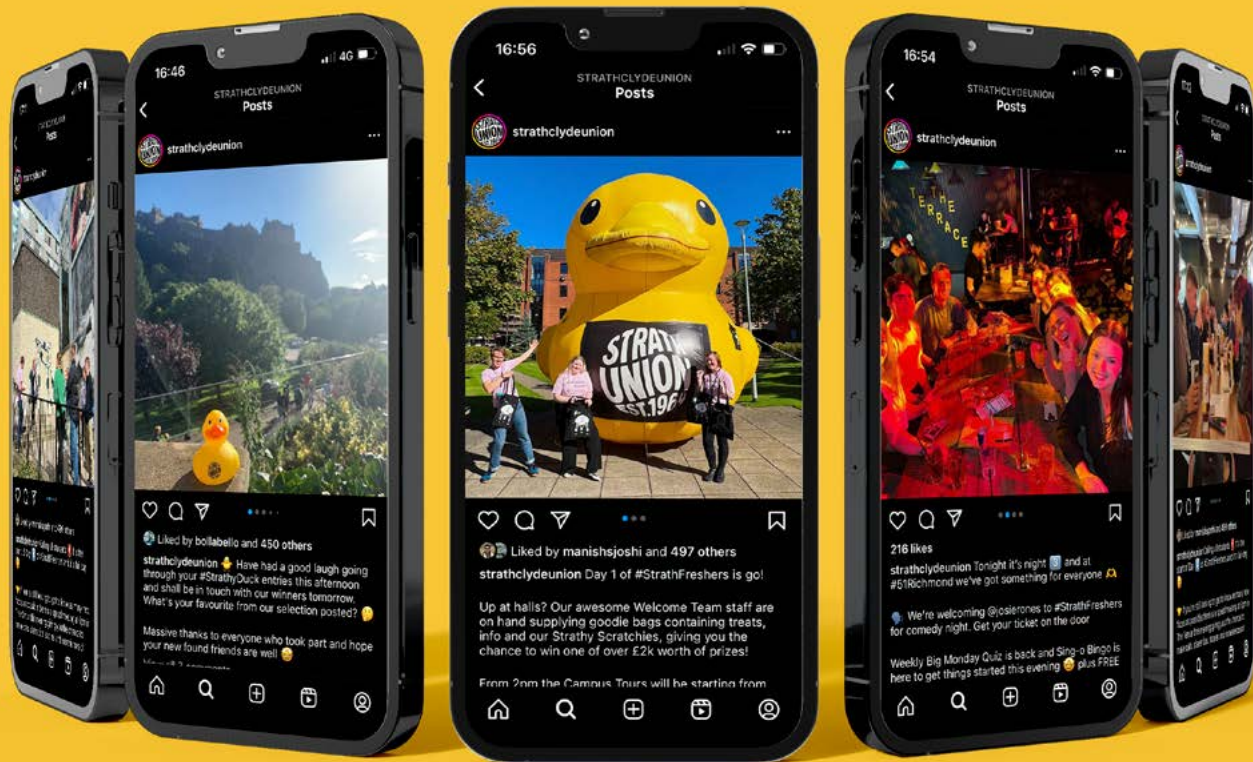 16:46
4G
STRATHCLYDEUNION
Posts
strathclydeunion
Liked by bollabello and 450 others
strathclydeunion 🐥 Have had a good laugh going
through your #StrathyDuck entries this afternoon
and shall be in touch with our winners tomorrow.
What's your favourite from our selection posted? 🤔
Massive thanks to everyone who took part and hope
your new found friends are well
16:56
STRATHCLYDEUNION
Posts
strathclydeunion
STRATH
UNION
EST.196
Liked by manishsjoshi and 497 others
strathclydeunion Day 1 of #StrathFreshers is go!
Up at halls? Our awesome Welcome Team staff are
on hand supplying goodie bags containing treats,
info and our Strathy Scratchies, giving you the
chance to win one of over £2k worth of prizes!
From 2pm the Campus Tours will be starting from
16:54
STRATHCLYDEUNION
Posts
strathclydeunion
THE
TERRACE
216 likes
strathclydeunion Tonight it's night and at
#51Richmond we've got something for everyone 🫶
🗣️ We're welcoming @josierones to #StrathFreshers
for comedy night. Get your ticket on the door
Weekly Big Monday Quiz is back and Sing-o Bingo is
here to get things started this evening plus FREE
STRATHCLYDEUNION
Posts
strathclydeunion